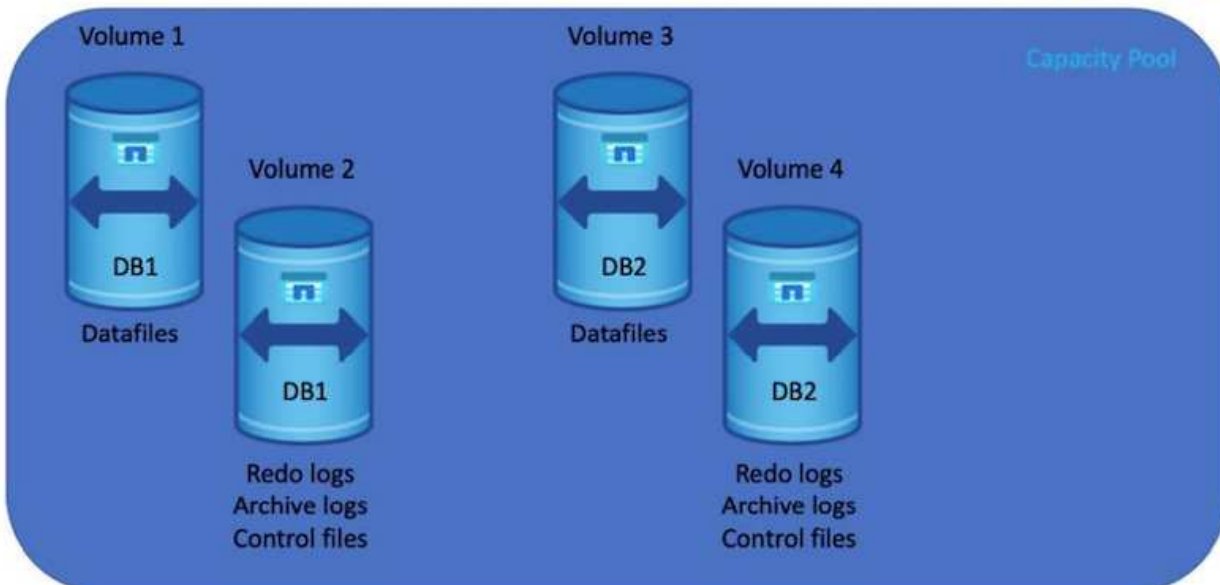 Volume 1
Volume 3
Capacity Pool
Volume 2
Volume 4
DB1
DB2
Datafiles
Datafiles
DB1
DB2
Redo logs
Archive logs
Control files
Redo logs
Archive logs
Control files